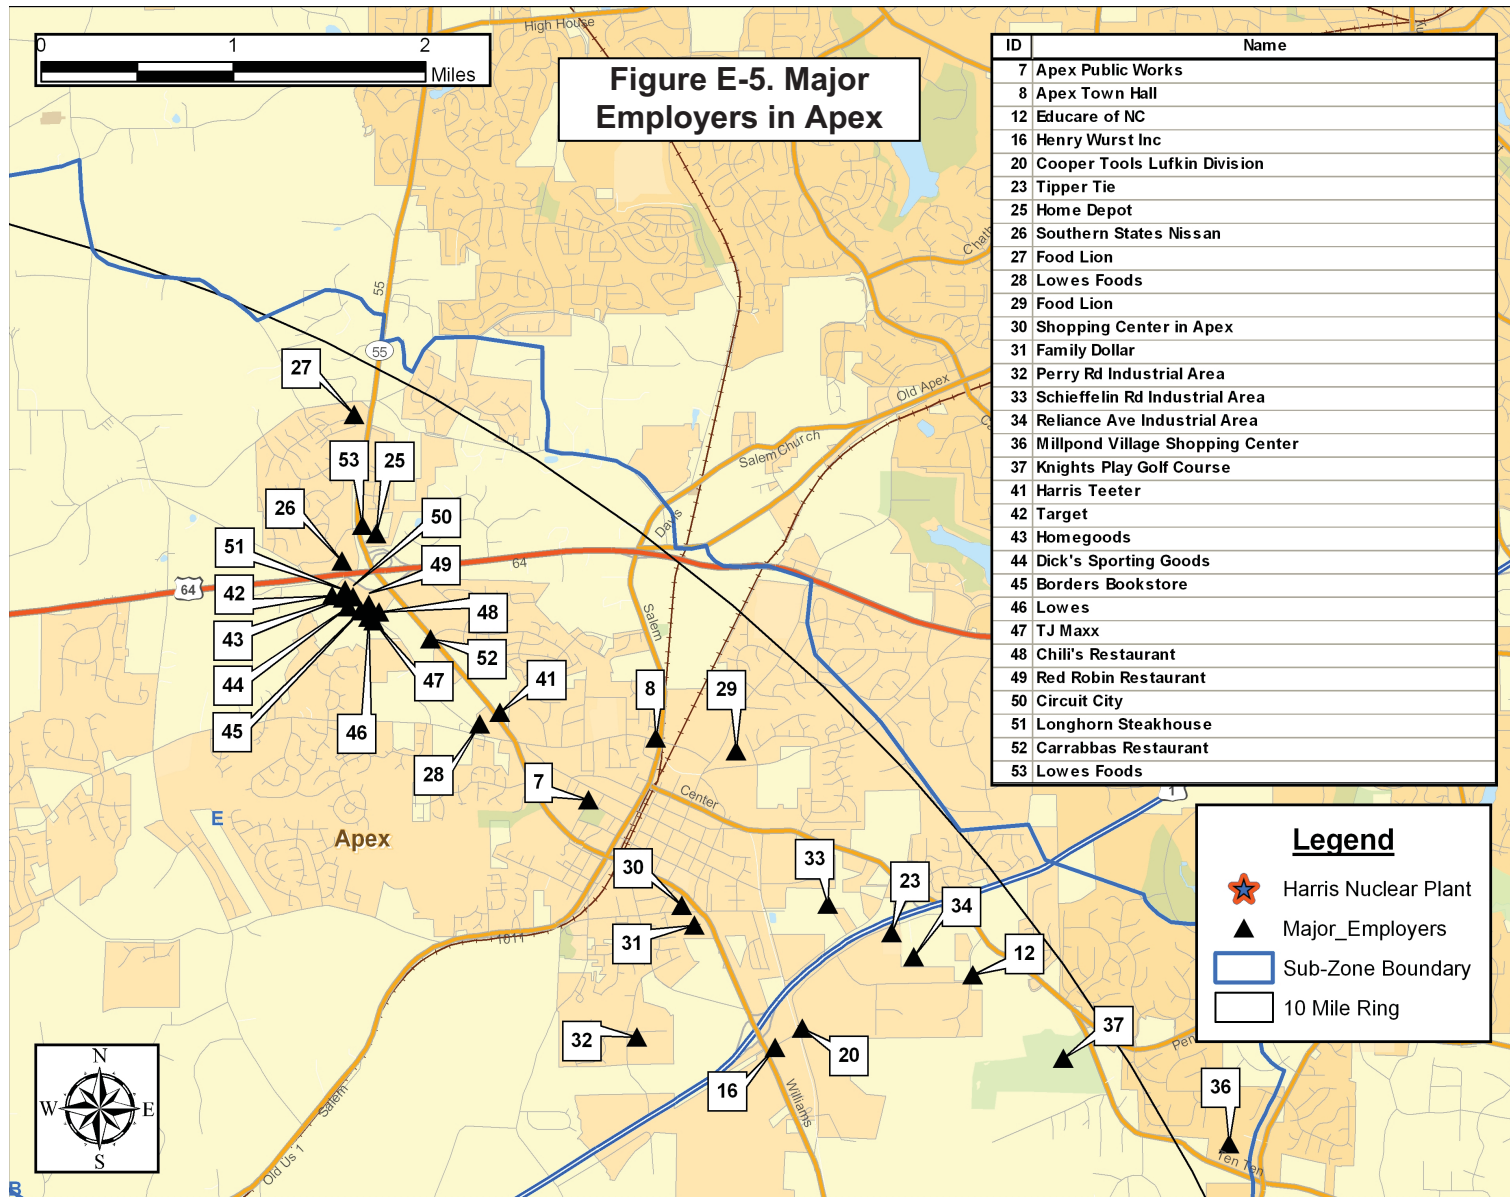 High House
0 1 2
Miles
Figure E-5. Major
Employers in Apex
ID Name
7 Apex Public Works
8 Apex Town Hall
12 Educare of NC
16 Henry Wurst Inc
20 Cooper Tools Lufkin Division
23 Tipper Tie
25 Home Depot
26 Southern States Nissan
27 Food Lion
28 Lowes Foods
29 Food Lion
30 Shopping Center in Apex
31 Family Dollar
32 Perry Rd Industrial Area
33 Schieffelin Rd Industrial Area
34 Reliance Ave Industrial Area
36 Millpond Village Shopping Center
37 Knights Play Golf Course
41 Harris Teeter
42 Target
43 Homegoods
44 Dick's Sporting Goods
45 Borders Bookstore
46 Lowes
47 TJ Maxx
48 Chili's Restaurant
49 Red Robin Restaurant
50 Circuit City
51 Longhorn Steakhouse
52 Carrabbas Restaurant
53 Lowes Foods
Chath
55
55
27
Old Apex
Salem Church
53
25
26
50
Davis
51
49
64
64
42
48
43
Salem
52
44
47
41
8
29
45
46
28
7
Center
1
E
Apex
30
33
23
34
31
1011
12
32
37
20
16
Pen
36
Salem
Williams
Old Us 1
Ten Ten
B
Legend
Harris Nuclear Plant
Major_Employers
Sub-Zone Boundary
10 Mile Ring
N
W E
S